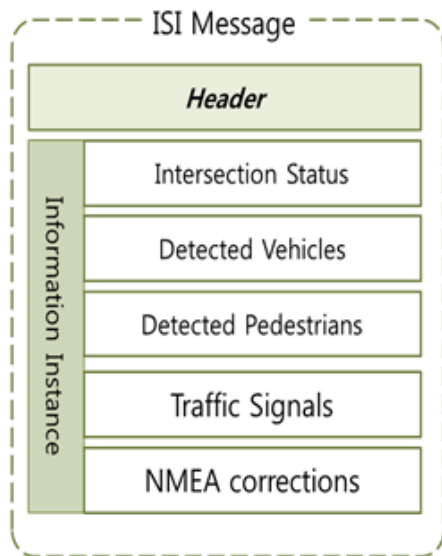 ISI Message
Header
Information Instance
Intersection Status
Detected Vehicles
Detected Pedestrians
Traffic Signals
NMEA corrections